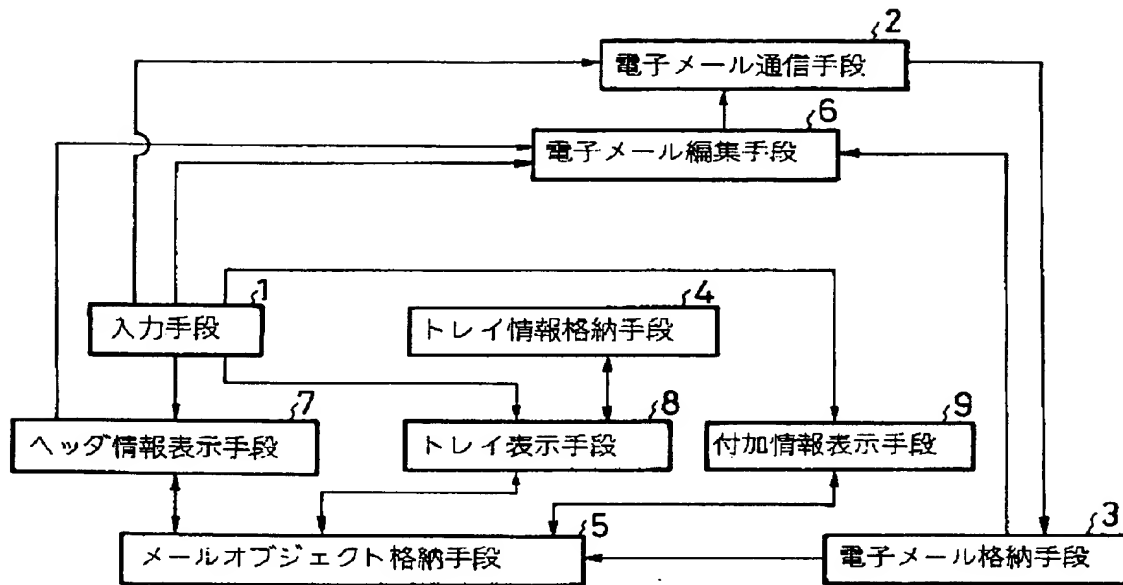 2
電子メール通信手段
6
電子メール編集手段
1
入力手段
4
トレイ情報格納手段
7
ヘッダ情報表示手段
8
トレイ表示手段
9
付加情報表示手段
5
メールオブジェクト格納手段
3
電子メール格納手段